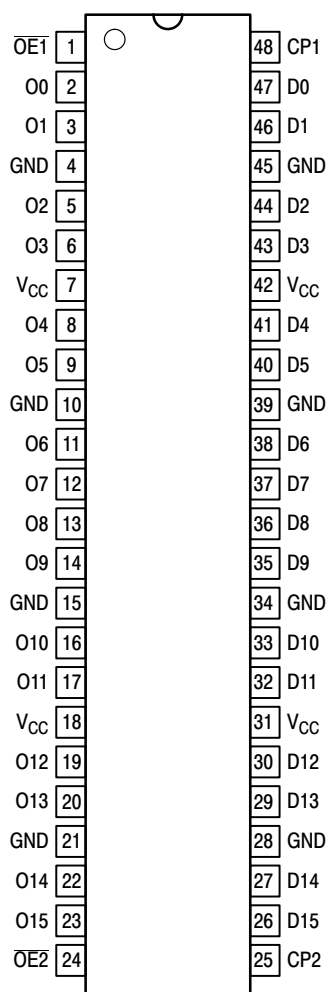 O̅E̅1̅ 1 48 CP1
O0 2 47 D0
O1 3 46 D1
GND 4 45 GND
O2 5 44 D2
O3 6 43 D3
VCC 7 42 VCC
O4 8 41 D4
O5 9 40 D5
GND 10 39 GND
O6 11 38 D6
O7 12 37 D7
O8 13 36 D8
O9 14 35 D9
GND 15 34 GND
O10 16 33 D10
O11 17 32 D11
VCC 18 31 VCC
O12 19 30 D12
O13 20 29 D13
GND 21 28 GND
O14 22 27 D14
O15 23 26 D15
O̅E̅2̅ 24 25 CP2